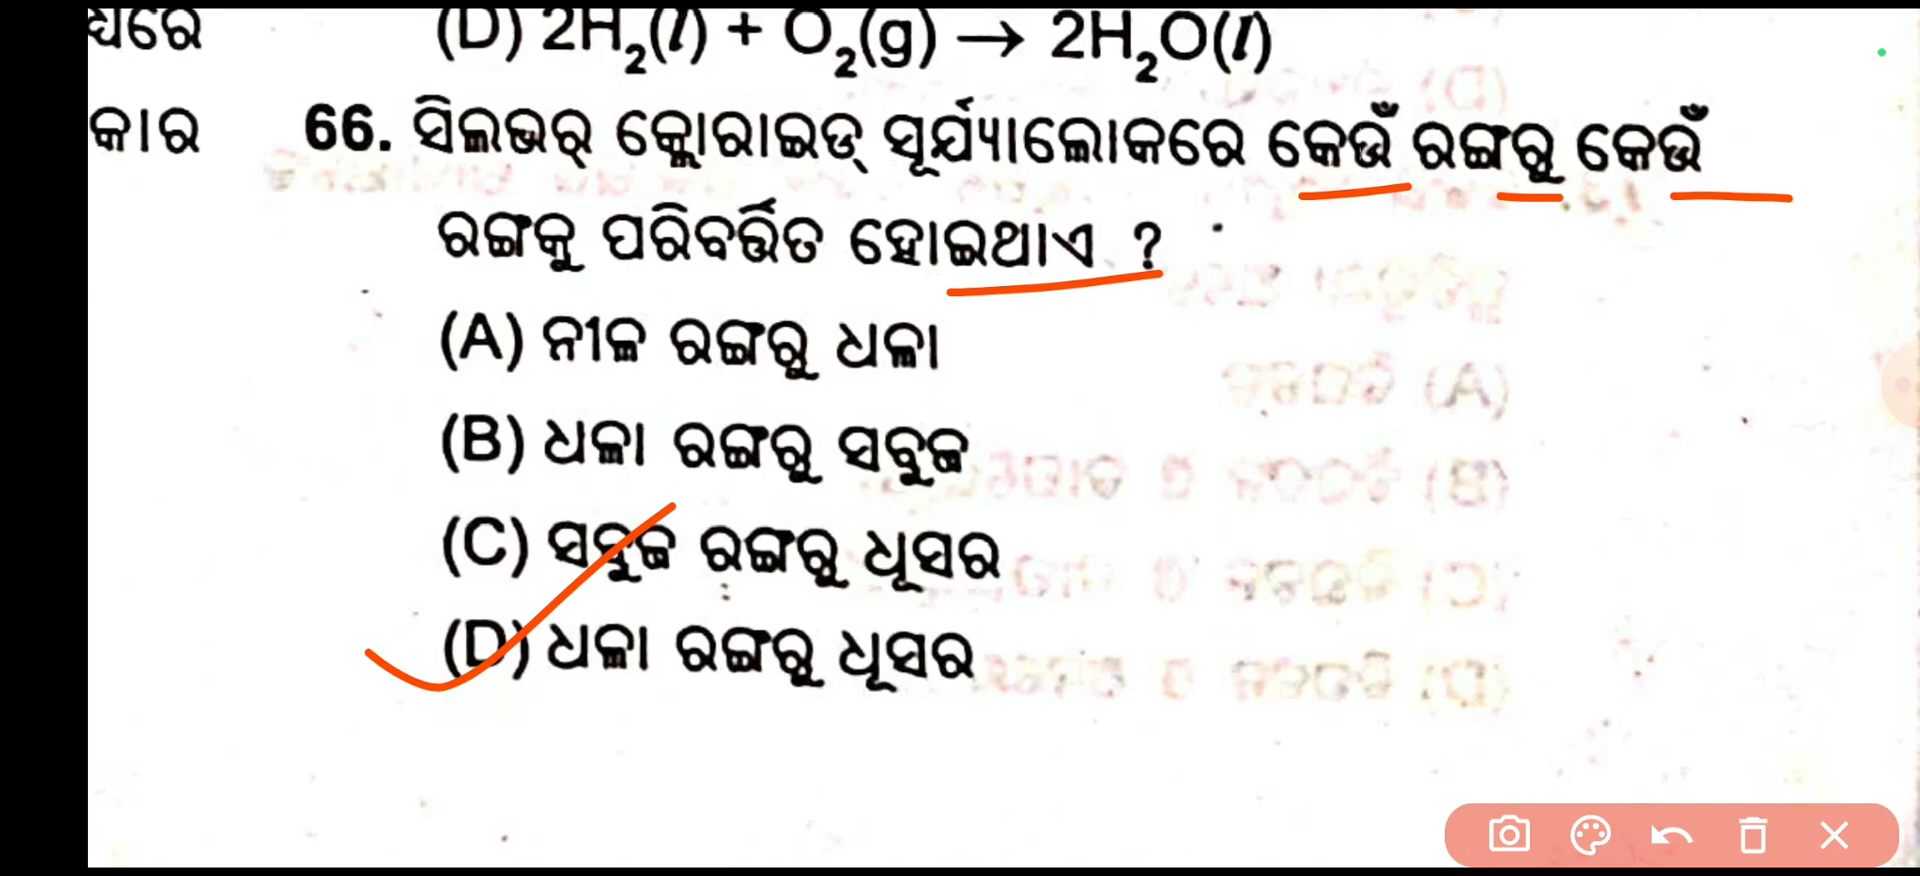 ଧରେ (D) 2H₂(l) + O₂(g) → 2H₂O(l)
କାର 66. ସିଲଭର୍ କ୍ଲୋରାଇଡ୍ ସୂର୍ଯ୍ୟାଲୋକରେ କେଉଁ ରଙ୍ଗରୁ କେଉଁ
ରଙ୍ଗକୁ ପରିବର୍ତ୍ତିତ ହୋଇଥାଏ ?
(A) ନୀଳ ରଙ୍ଗରୁ ଧଳା
(B) ଧଳା ରଙ୍ଗରୁ ସବୁଜ
(C) ସବୁଜ ରଙ୍ଗରୁ ଧୂସର
(D) ଧଳା ରଙ୍ଗରୁ ଧୂସର